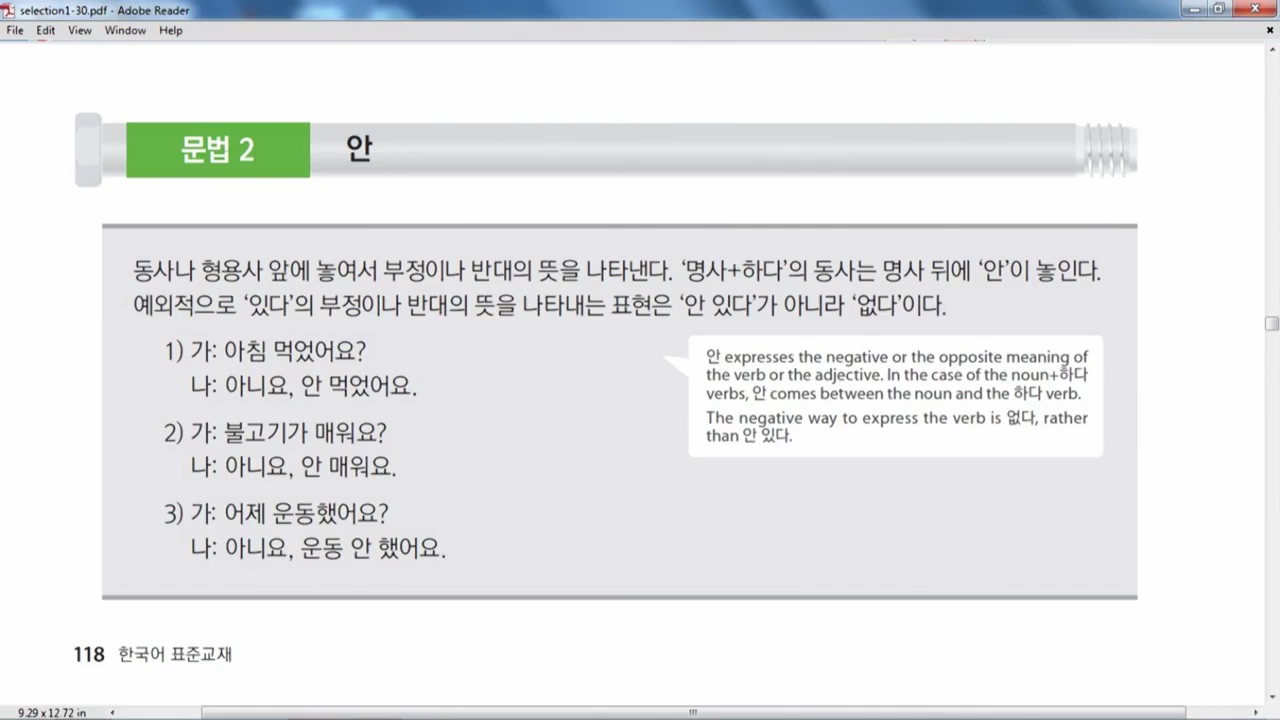 selection1-30.pdf - Adobe Reader
File Edit View Window Help
문법 2 안
동사나 형용사 앞에 놓여서 부정이나 반대의 뜻을 나타낸다. ‘명사+하다’의 동사는 명사 뒤에 ‘안’이 놓인다.
예외적으로 ‘있다’의 부정이나 반대의 뜻을 나타내는 표현은 ‘안 있다’가 아니라 ‘없다’이다.
1) 가: 아침 먹었어요?
나: 아니요, 안 먹었어요.
2) 가: 불고기가 매워요?
나: 아니요, 안 매워요.
3) 가: 어제 운동했어요?
나: 아니요, 운동 안 했어요.
안 expresses the negative or the opposite meaning of
the verb or the adjective. In the case of the noun+하다
verbs, 안 comes between the noun and the 하다 verb.
The negative way to express the verb is 없다, rather
than 안 있다.
118 한국어 표준교재
9.29 x 12.72 in